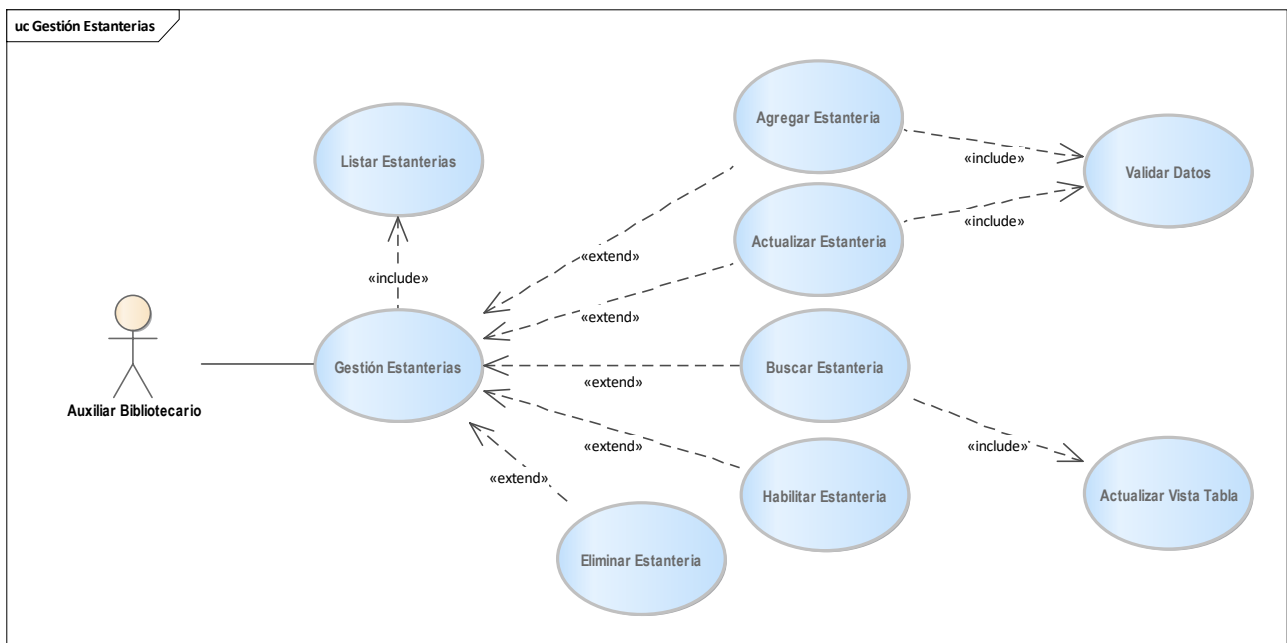 uc Gestión Estanterias
Agregar Estanteria
Listar Estanterias
«include»
Validar Datos
Actualizar Estanteria
«include»
«extend»
«include»
«extend»
Gestión Estanterias
Buscar Estanteria
«extend»
Auxiliar Bibliotecario
«extend»
«include»
«extend»
Habilitar Estanteria
Actualizar Vista Tabla
Eliminar Estanteria